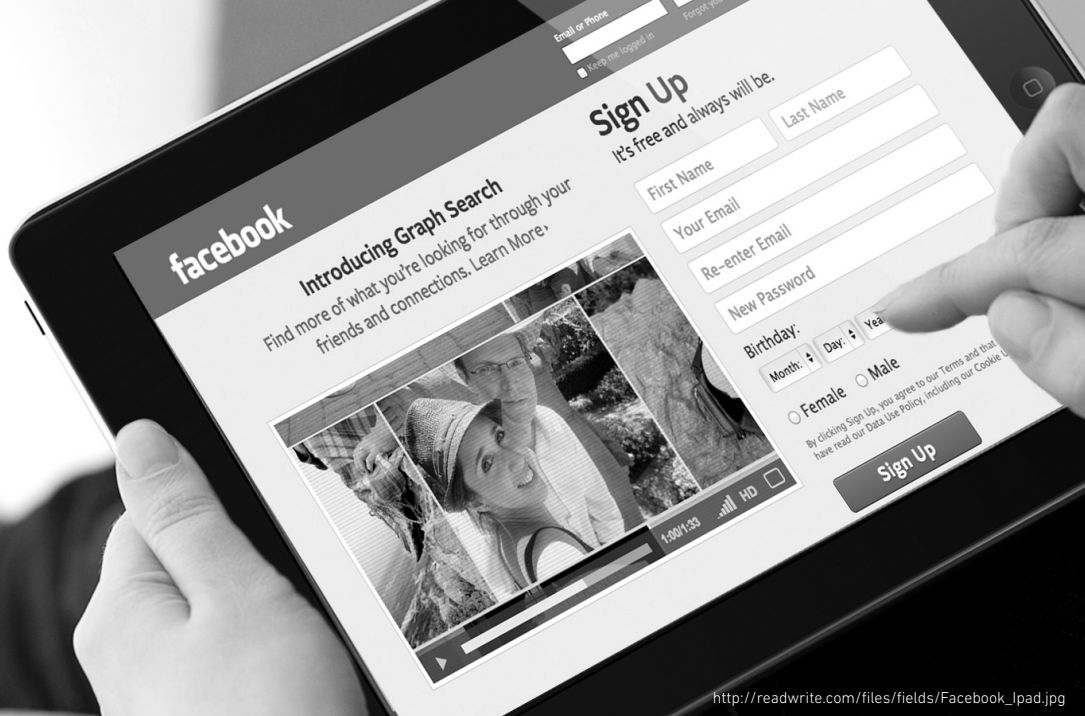 Email or Phone
Keep me logged in
Forgot
facebook
Sign Up
It's free and always will be.
First Name
Last Name
Your Email
Re-enter Email
New Password
Birthday:
Month:
Day:
Female
Male
By clicking Sign Up, you agree to our Terms and that
have read our Data Use Policy, including our Cookie
Sign Up
Introducing Graph Search
Find more of what you're looking for through your
friends and connections. Learn More›
1:00/1:33
HD
http://readwrite.com/files/fields/Facebook_Ipad.jpg